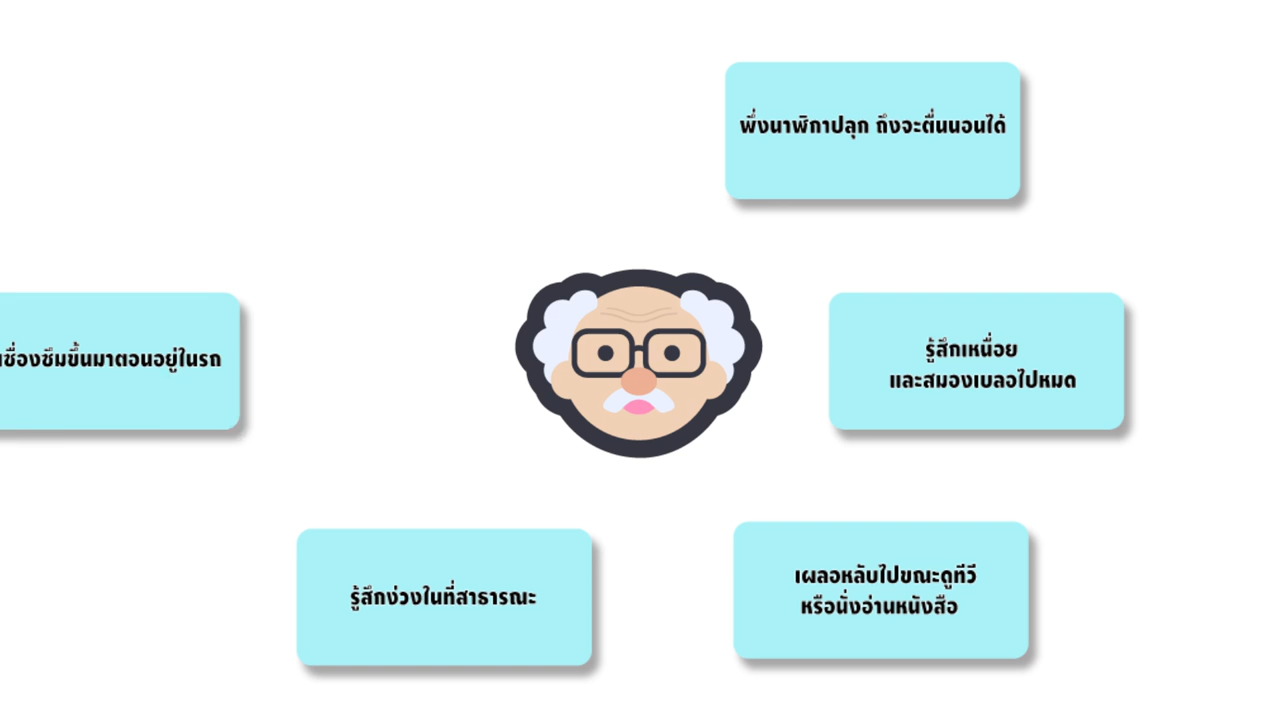 พึ่งนาฬิกาปลุก ถึงจะตื่นนอนได้
รู้สึกเหนื่อย
และสมองเบลอไปหมด
เผลอหลับไปขณะดูทีวี
หรือนั่งอ่านหนังสือ
รู้สึกง่วงในที่สาธารณะ
ขึ้นมาตอนอยู่ในรถ